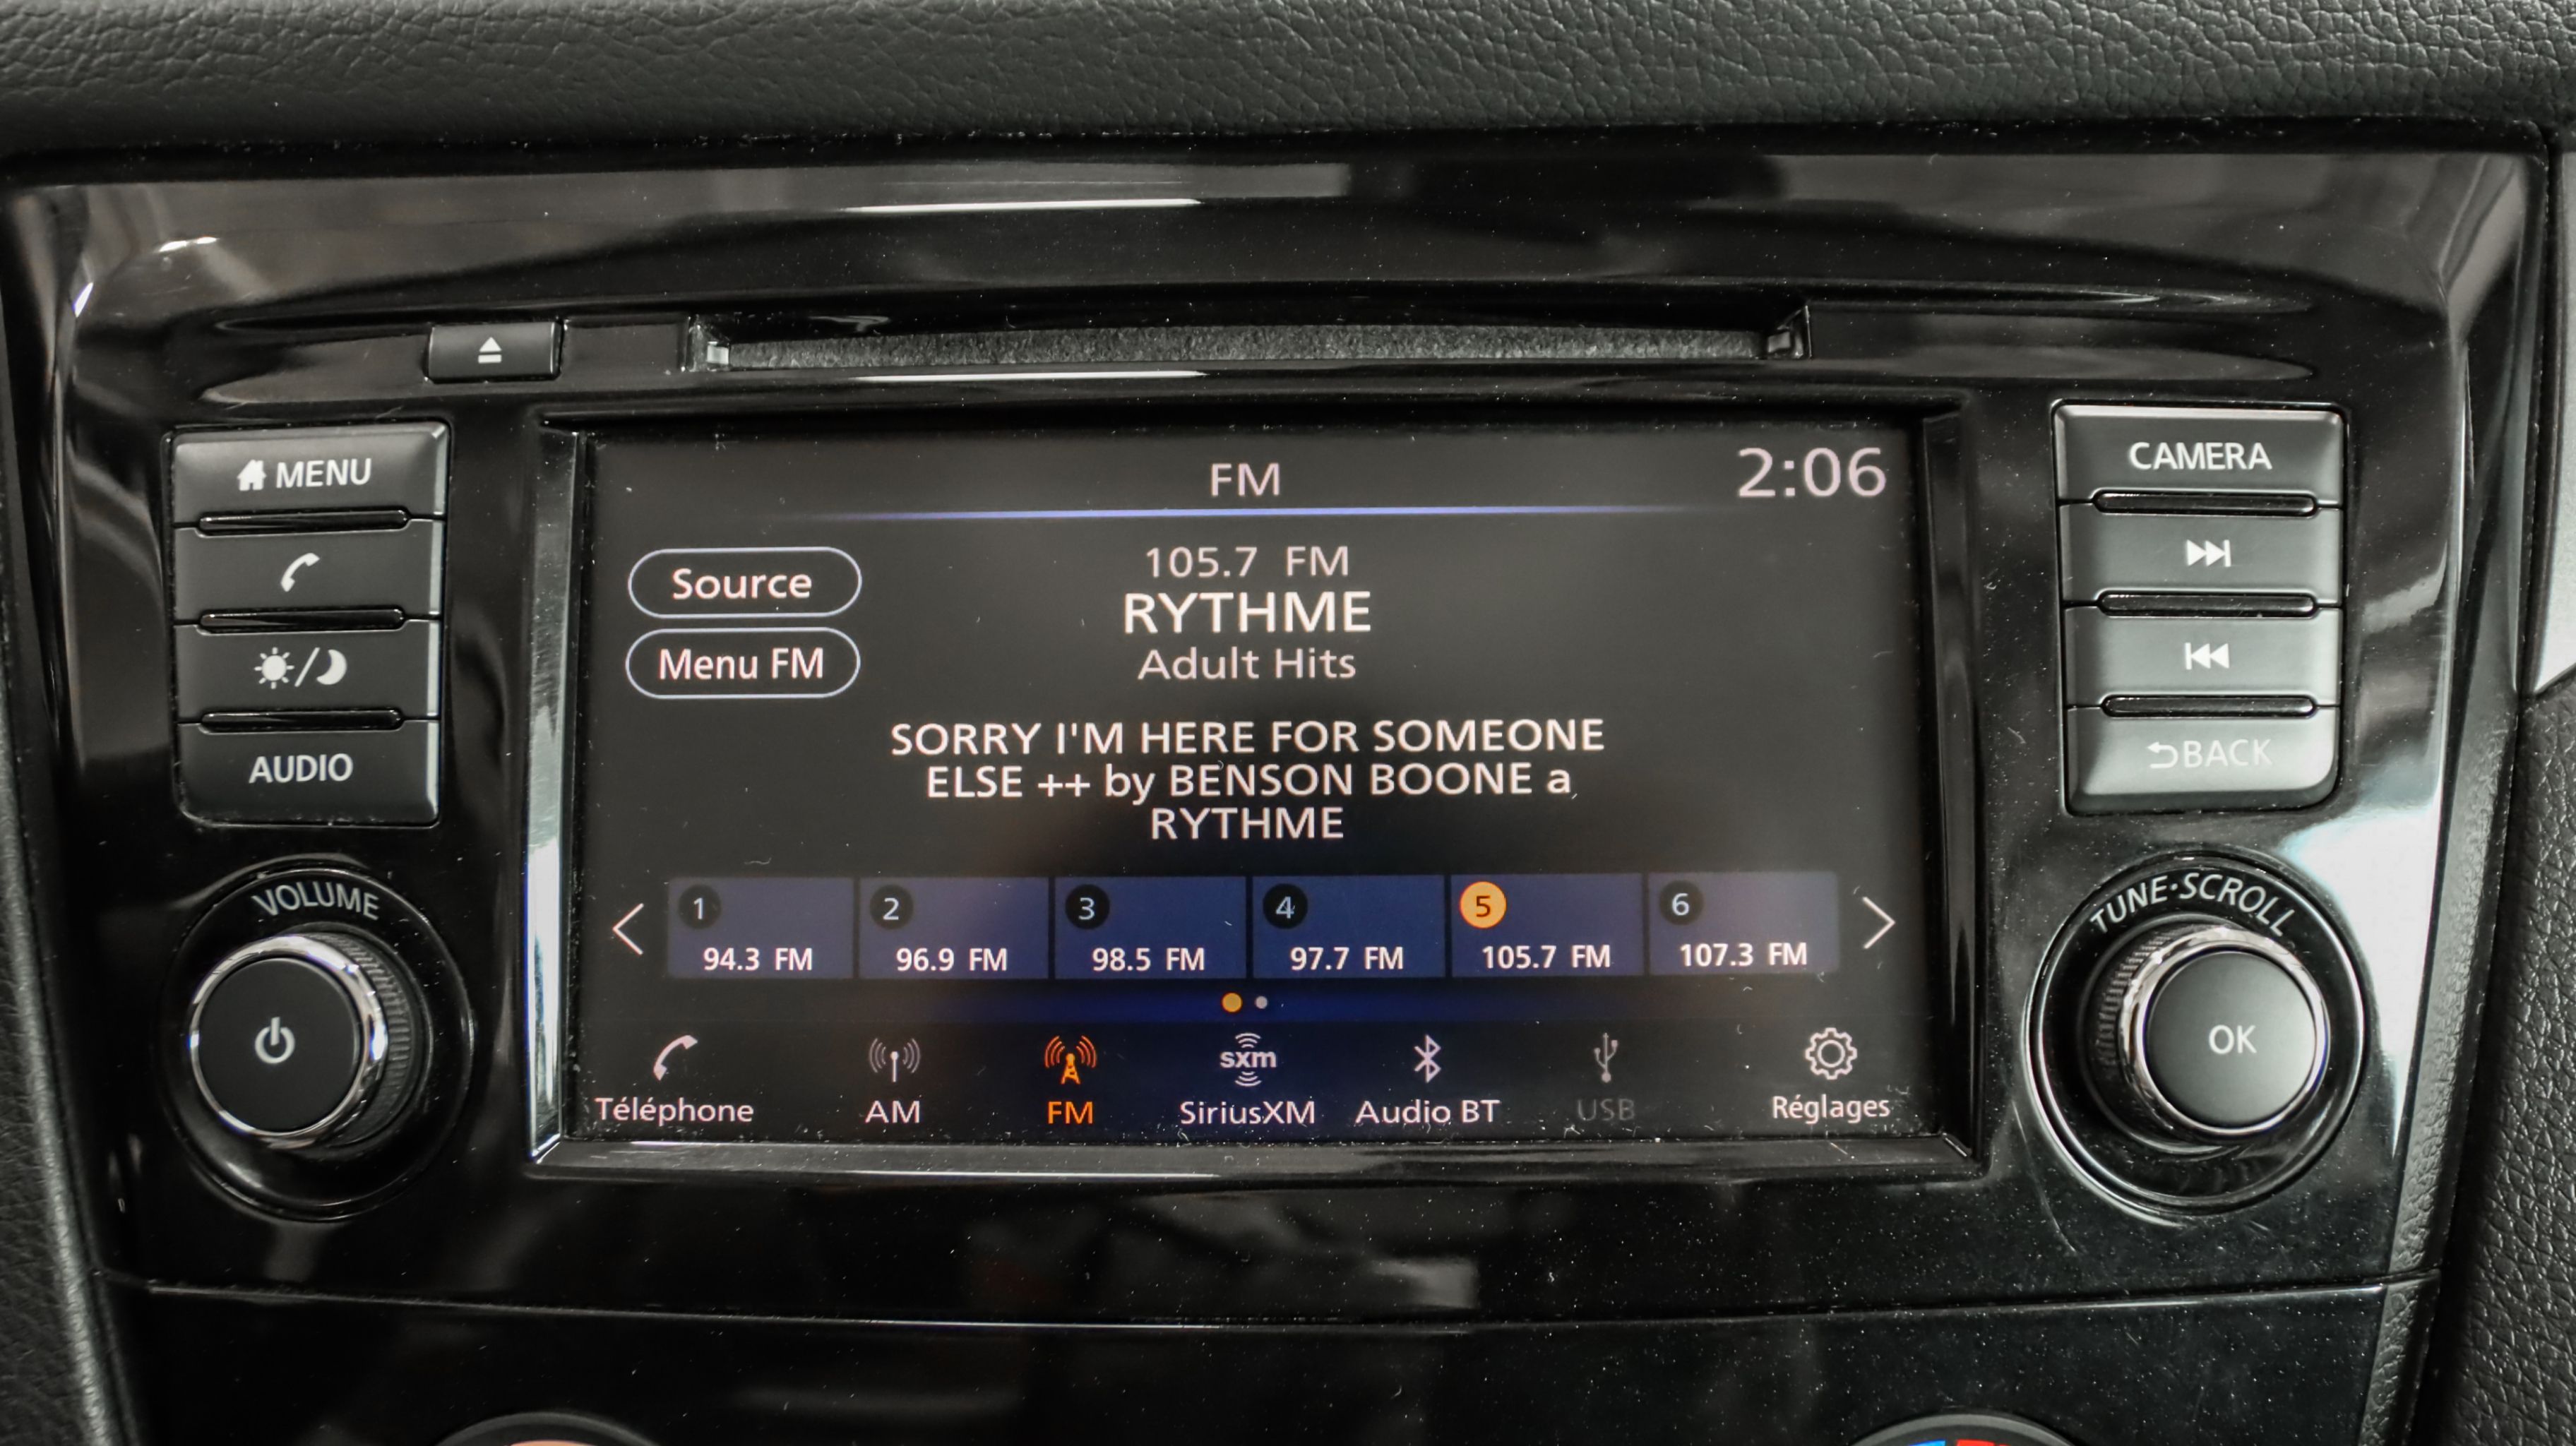 MENU
AUDIO
VOLUME
FM
2:06
Source
Menu FM
105.7 FM
RYTHME
Adult Hits
SORRY I'M HERE FOR SOMEONE
ELSE ++ by BENSON BOONE a
RYTHME
1 2 3 4 5 6
94.3 FM 96.9 FM 98.5 FM 97.7 FM 105.7 FM 107.3 FM
sxm
Téléphone AM FM SiriusXM Audio BT USB Réglages
CAMERA
BACK
TUNE·SCROLL
OK